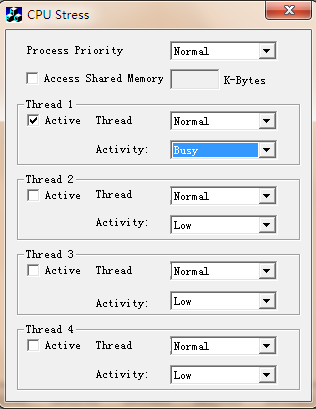 CPU Stress
Process Priority Normal
Access Shared Memory K-Bytes
Thread 1
Active Thread Normal
Activity: Busy
Thread 2
Active Thread Normal
Activity: Low
Thread 3
Active Thread Normal
Activity: Low
Thread 4
Active Thread Normal
Activity: Low